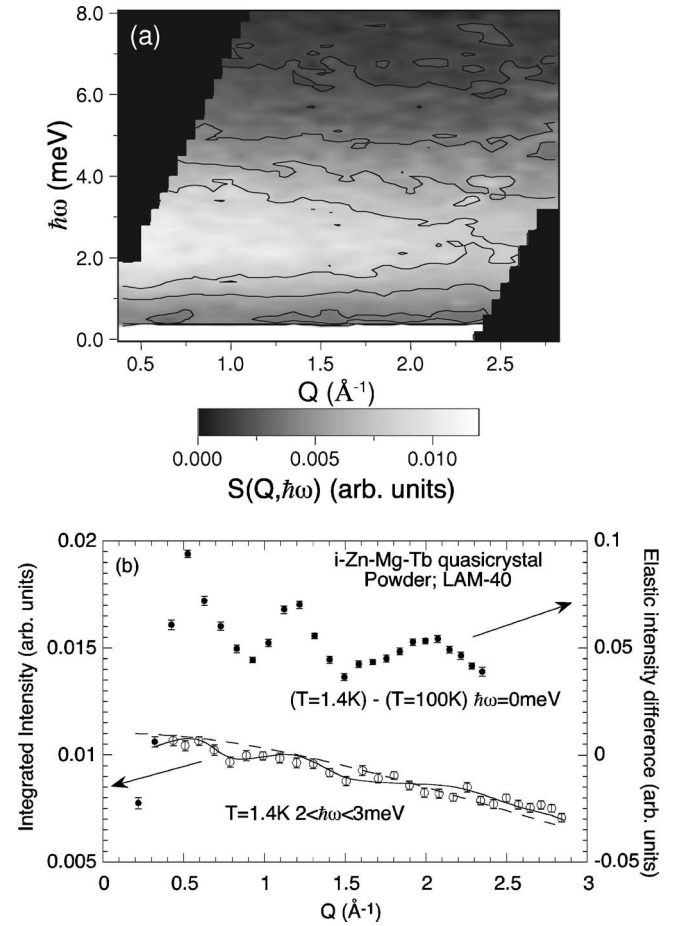 (a)
8.0
6.0
4.0
2.0
0.0
ħω (meV)
0.5 1.0 1.5 2.0 2.5
Q (Å⁻¹)
0.000 0.005 0.010
S(Q,ħω) (arb. units)
(b)
0.02
0.015
0.01
0.005
Integrated Intensity (arb. units)
i-Zn-Mg-Tb quasicrystal
Powder; LAM-40
(T=1.4K) - (T=100K) ħω=0meV
T=1.4K 2<ħω<3meV
0.1
0.05
0
-0.05
Elastic intensity difference (arb. units)
0 0.5 1 1.5 2 2.5 3
Q (Å⁻¹)